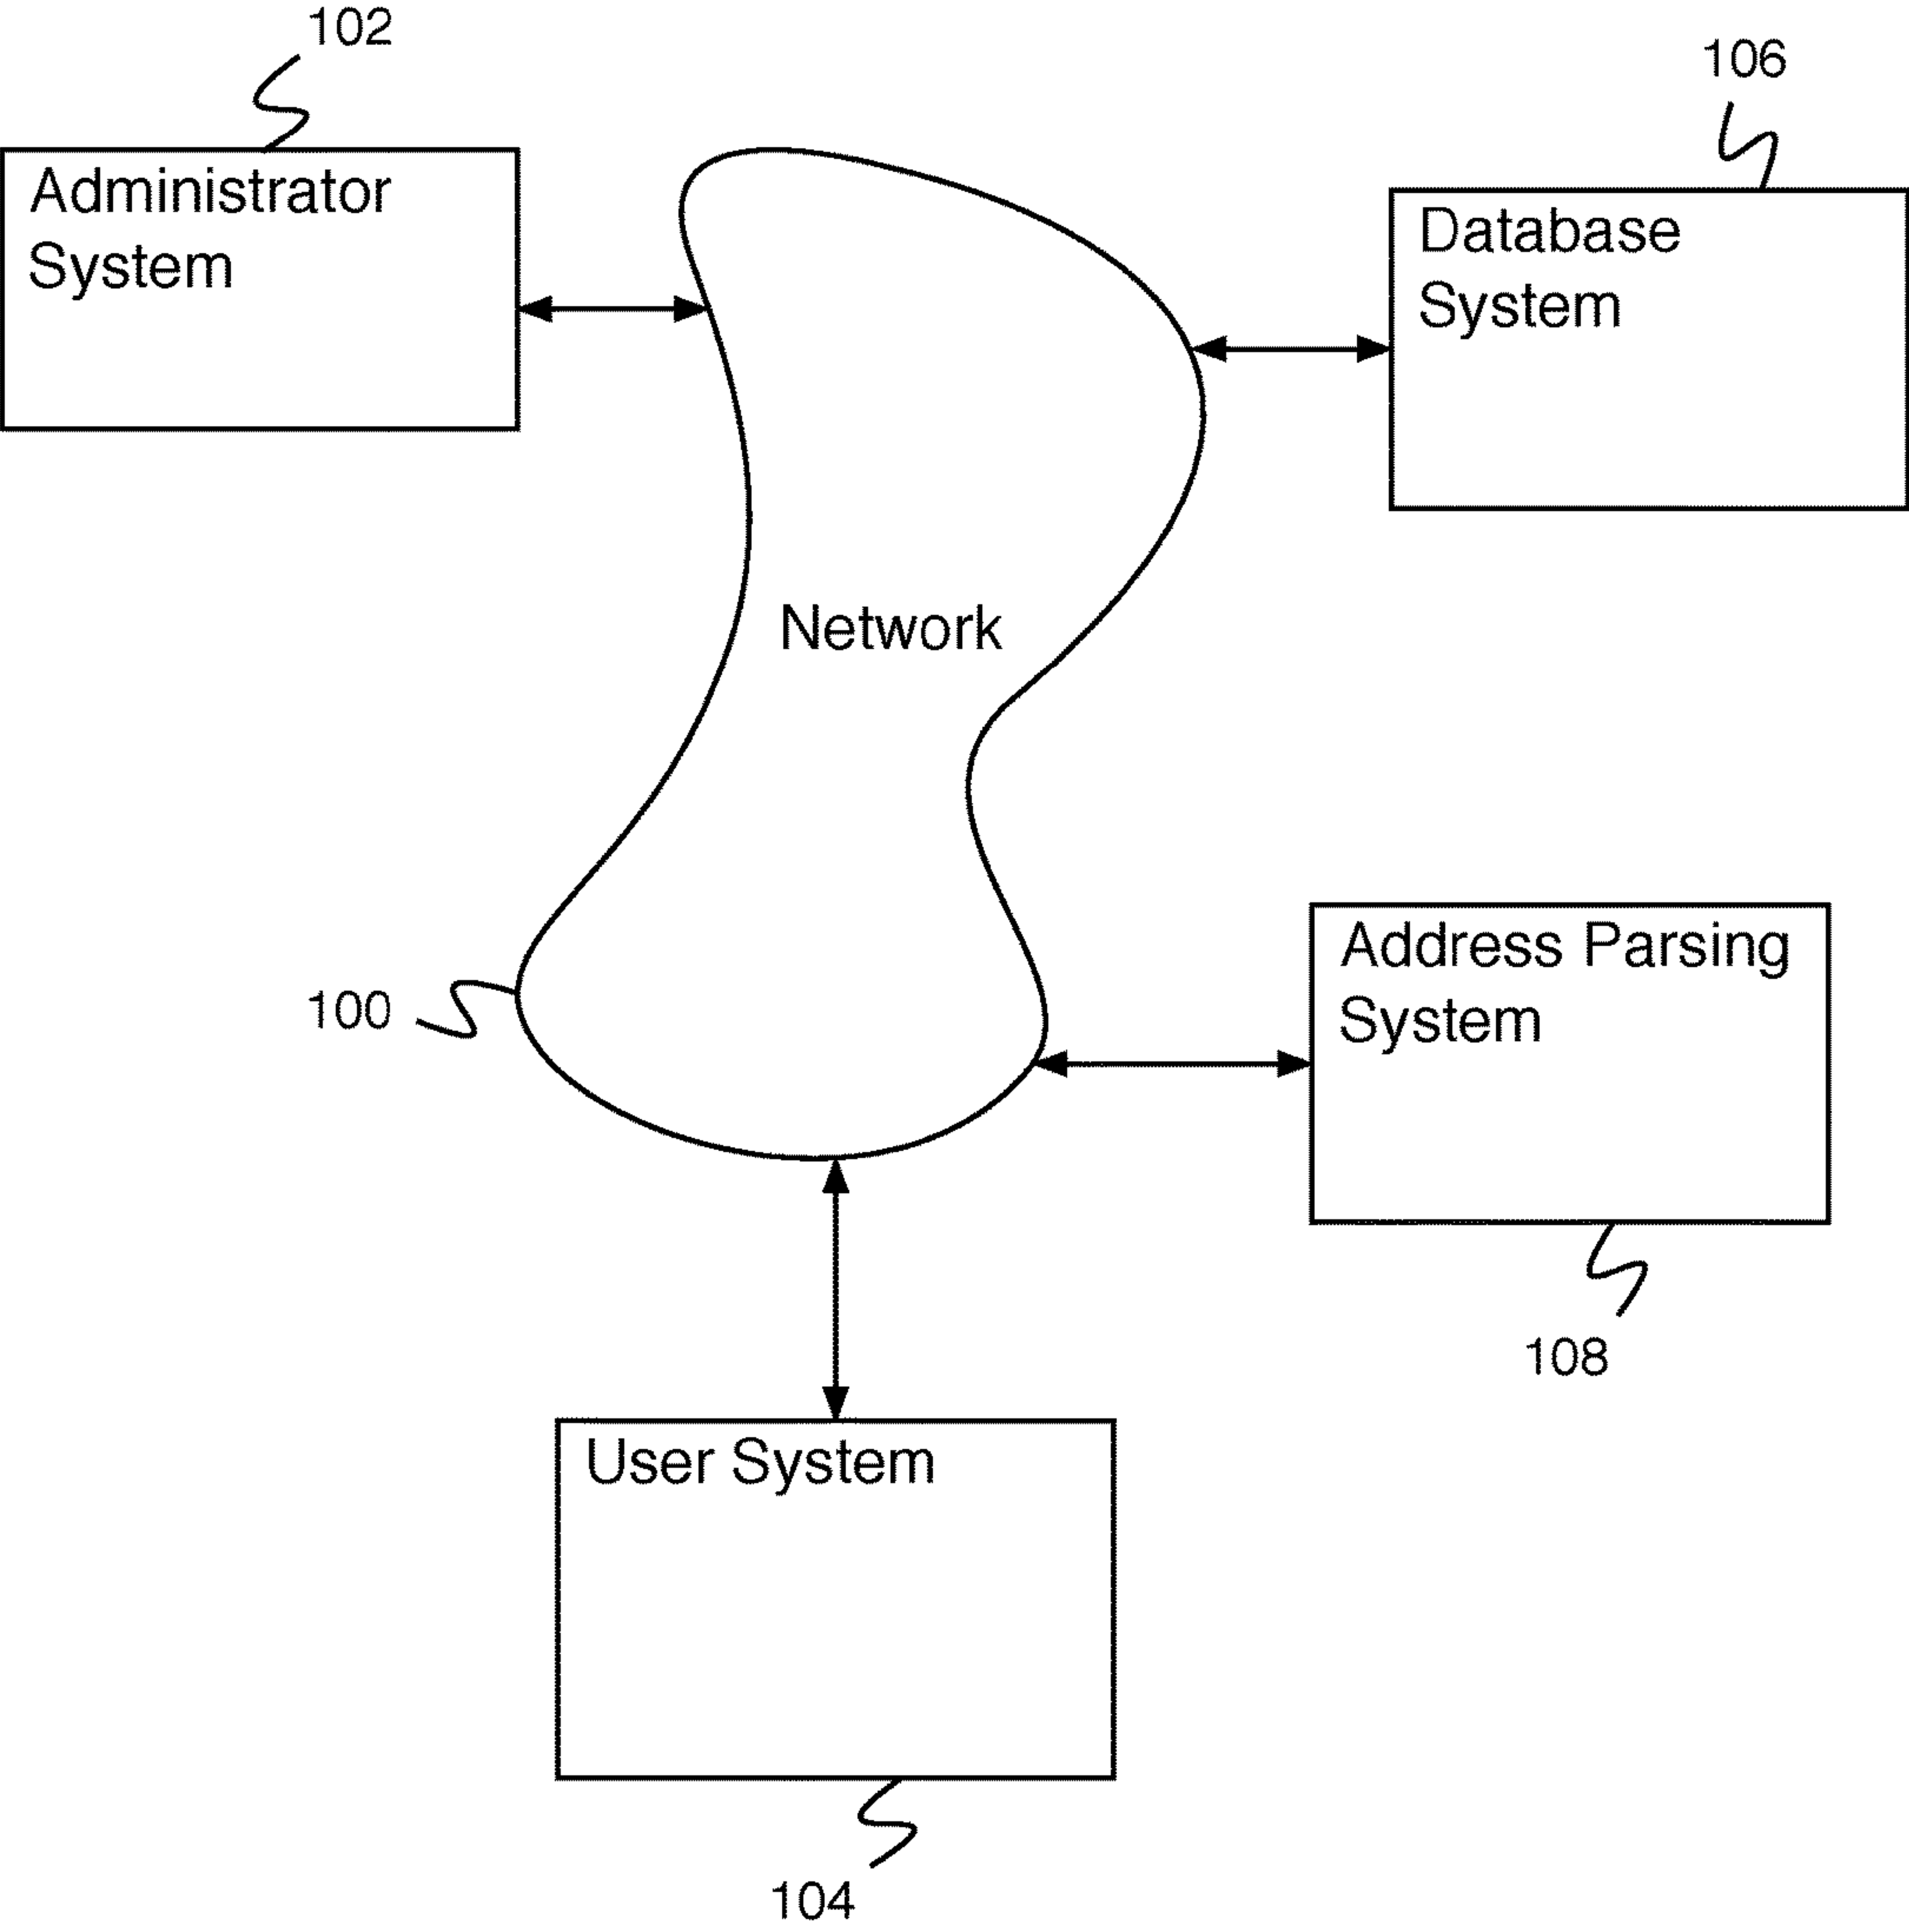 102
106
Administrator
System
Database
System
Network
Address Parsing
System
100
108
User System
104